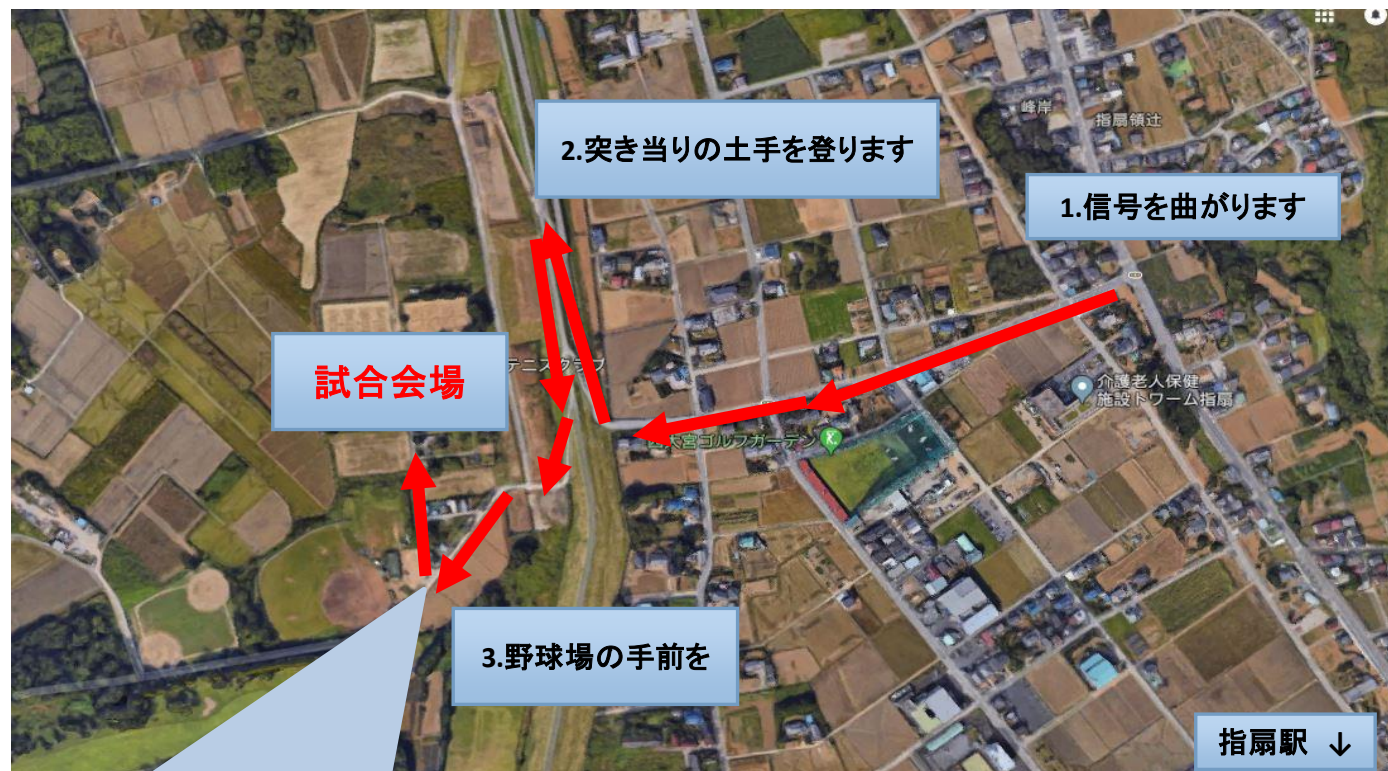 峰岸
指扇領辻
2.突き当りの土手を登ります
1.信号を曲がります
試合会場
テニスクラブ
介護老人保健
施設トワーム指扇
西大宮ゴルフガーデン
3.野球場の手前を
指扇駅 ↓